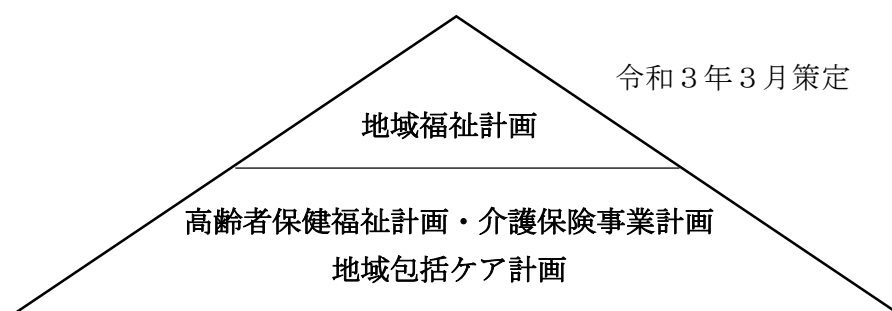 令和３年３月策定
地域福祉計画
高齢者保健福祉計画・介護保険事業計画
地域包括ケア計画